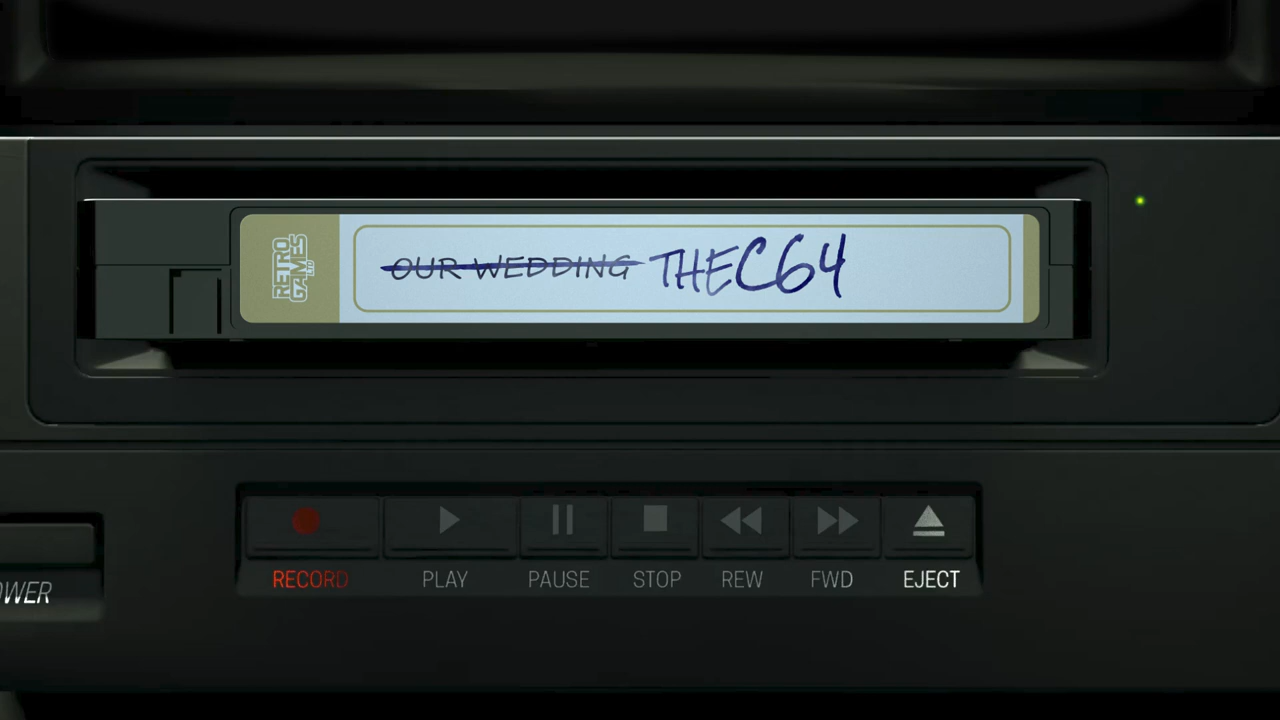 RETRO
GAMES
LTD
OUR WEDDING THEC64
OWER
RECORD PLAY PAUSE STOP REW FWD EJECT